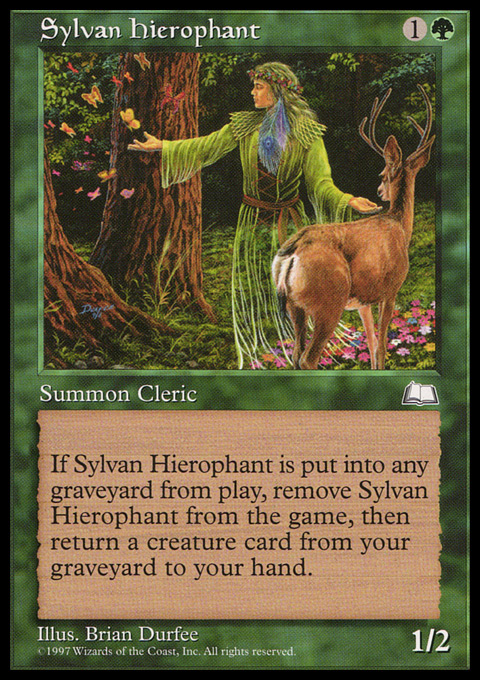 Sylvan Hierophant 1
Summon Cleric
If Sylvan Hierophant is put into any
graveyard from play, remove Sylvan
Hierophant from the game, then
return a creature card from your
graveyard to your hand.
Illus. Brian Durfee
©1997 Wizards of the Coast, Inc. All rights reserved.
1/2